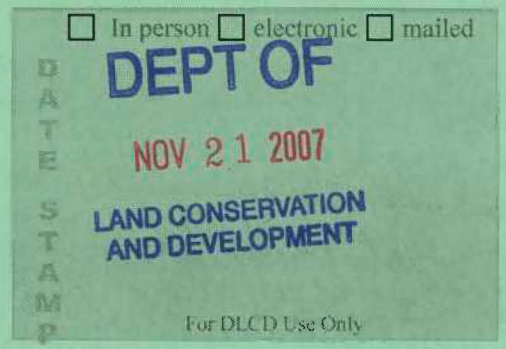 ☐ In person ☐ electronic ☐ mailed
DATE STAMP
DEPT OF
NOV 21 2007
LAND CONSERVATION
AND DEVELOPMENT
For DLCD Use Only